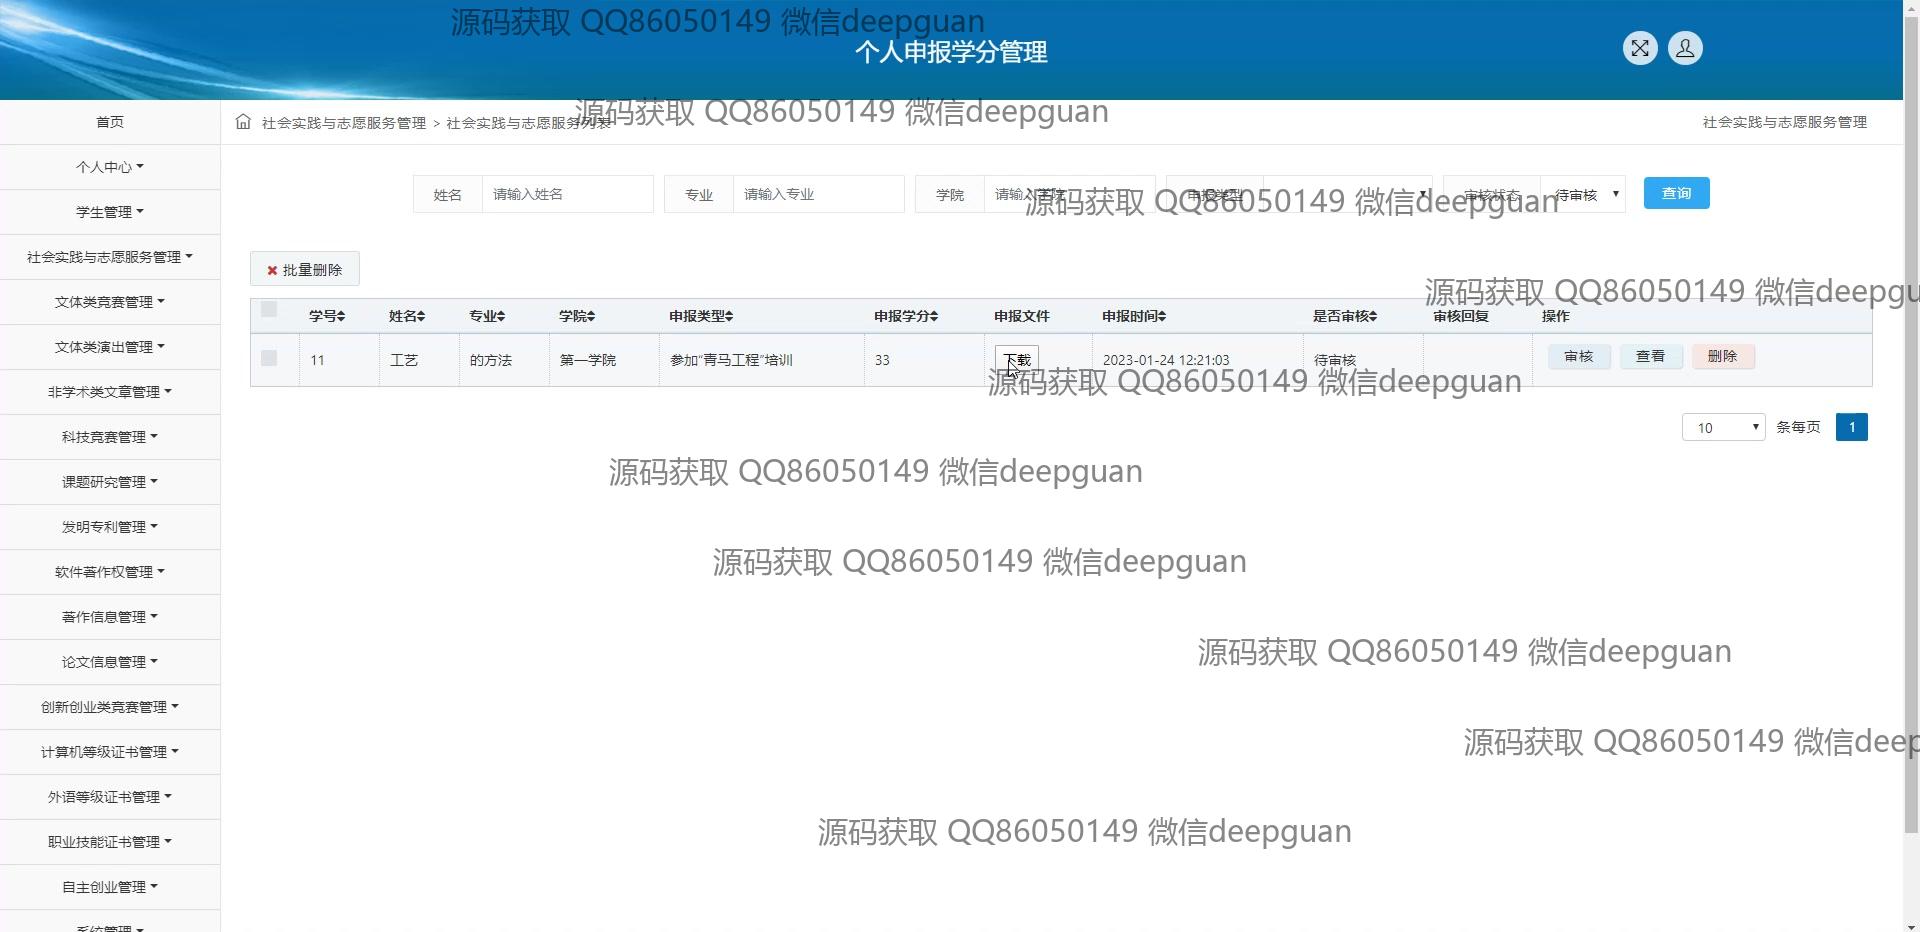 源码获取 QQ86050149 微信deepguan
个人申报学分管理
首页
社会实践与志愿服务管理 > 社会实践与志愿服务列表
源码获取 QQ86050149 微信deepguan
社会实践与志愿服务管理
个人中心
学生管理
社会实践与志愿服务管理
文体类竞赛管理
文体类演出管理
非学术类文章管理
科技竞赛管理
课题研究管理
发明专利管理
软件著作权管理
著作信息管理
论文信息管理
创新创业类竞赛管理
计算机等级证书管理
外语等级证书管理
职业技能证书管理
自主创业管理
系统管理
姓名 请输入姓名 专业 请输入专业 学院 请输入学院 申报类型 审核状态 待审核 查询
源码获取 QQ86050149 微信deepguan
批量删除
源码获取 QQ86050149 微信deepgu
学号 姓名 专业 学院 申报类型 申报学分 申报文件 申报时间 是否审核 审核回复 操作
11 工艺 的方法 第一学院 参加“青马工程”培训 33 下载 2023-01-24 12:21:03 待审核 审核 查看 删除
源码获取 QQ86050149 微信deepguan
10 条每页 1
源码获取 QQ86050149 微信deepguan
源码获取 QQ86050149 微信deepguan
源码获取 QQ86050149 微信deepguan
源码获取 QQ86050149 微信deep
源码获取 QQ86050149 微信deepguan